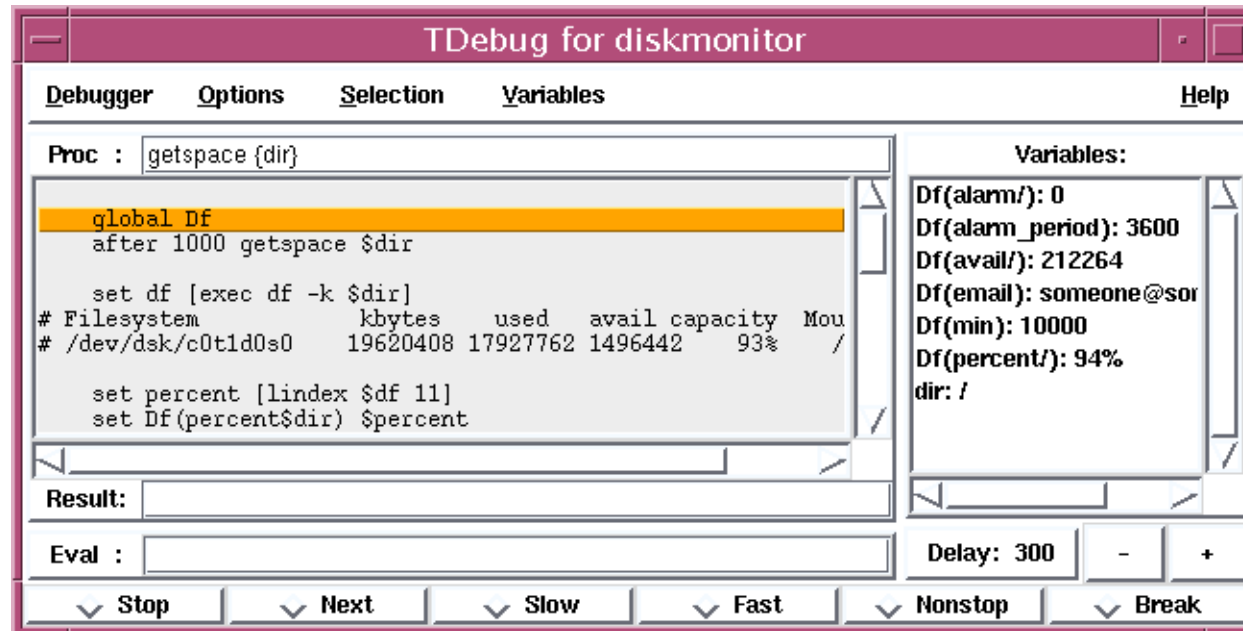 TDebug for diskmonitor
Debugger Options Selection Variables Help
Proc : getspace {dir}
global Df
after 1000 getspace $dir
set df [exec df -k $dir]
# Filesystem kbytes used avail capacity Mou
# /dev/dsk/c0t1d0s0 19620408 17927762 1496442 93% /
set percent [lindex $df 11]
set Df(percent$dir) $percent
Result:
Eval :
Variables:
Df(alarm/): 0
Df(alarm_period): 3600
Df(avail/): 212264
Df(email): someone@sor
Df(min): 10000
Df(percent/): 94%
dir: /
Delay: 300 - +
Stop Next Slow Fast Nonstop Break